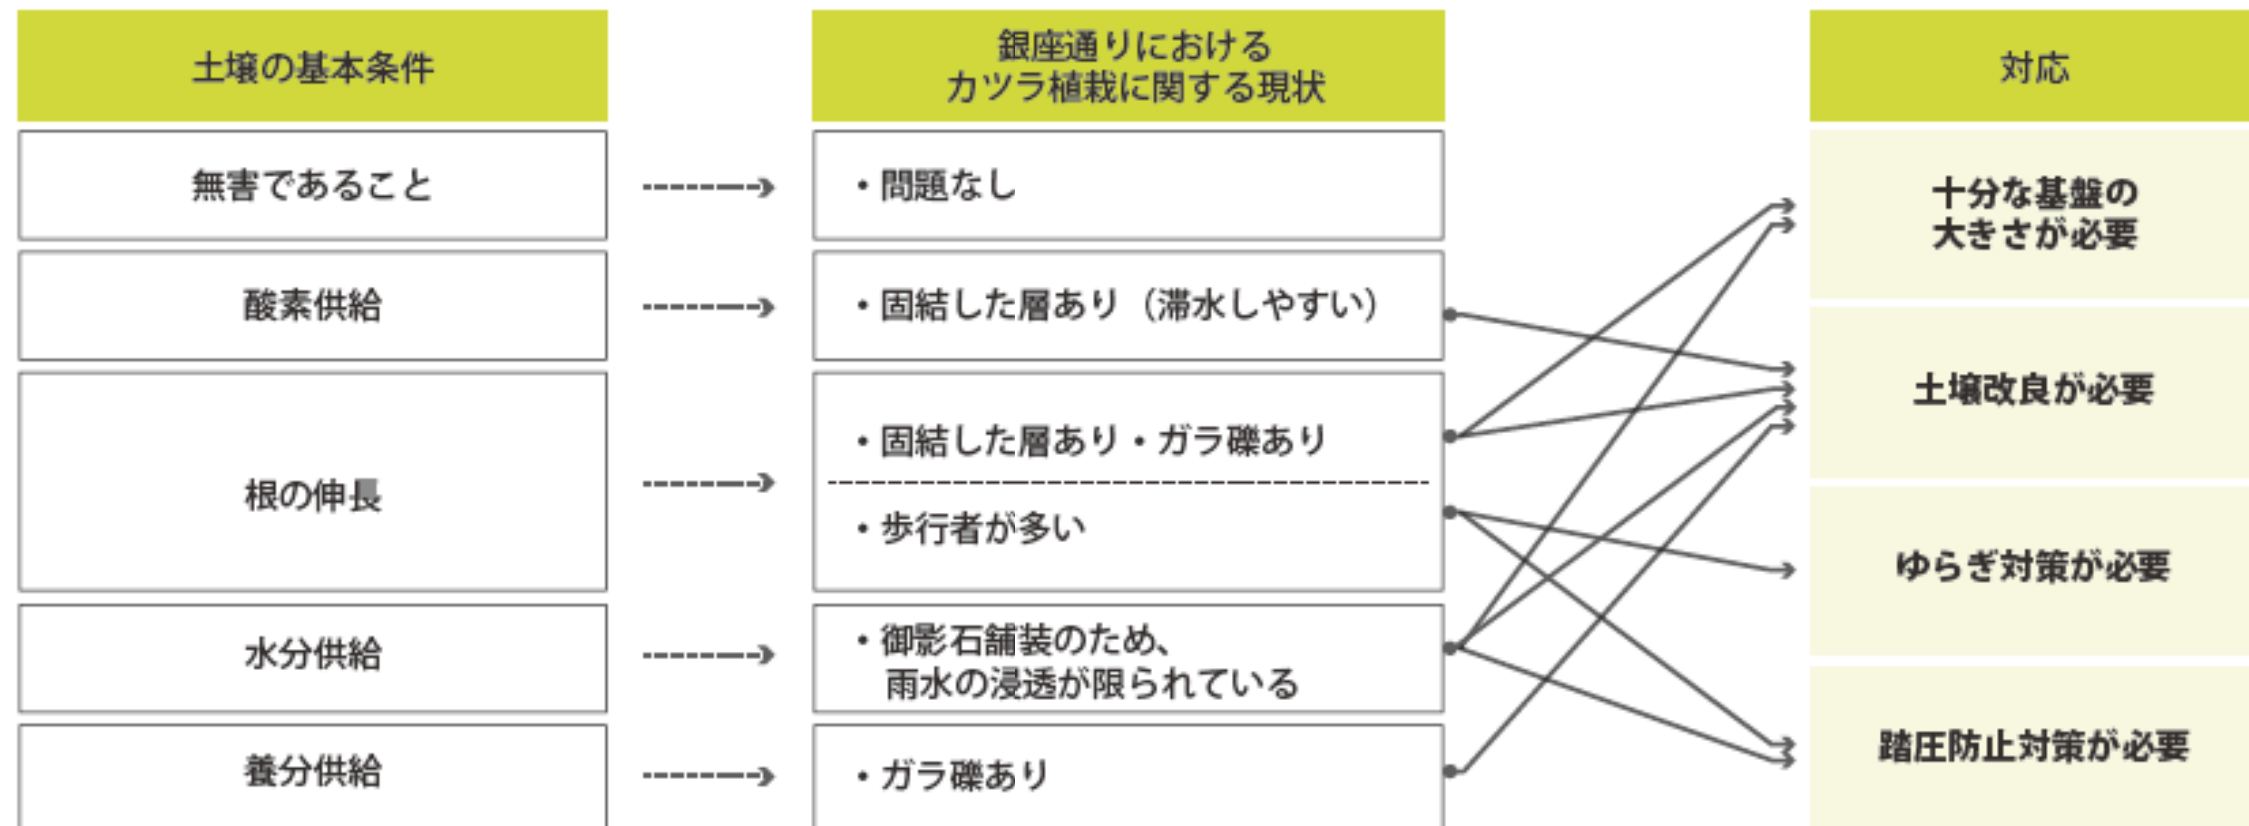 土壌の基本条件
銀座通りにおける
カツラ植栽に関する現状
対応
無害であること
・問題なし
十分な基盤の
大きさが必要
酸素供給
・固結した層あり（滞水しやすい）
土壌改良が必要
根の伸長
・固結した層あり・ガラ礫あり
・歩行者が多い
ゆらぎ対策が必要
水分供給
・御影石舗装のため、
雨水の浸透が限られている
踏圧防止対策が必要
養分供給
・ガラ礫あり